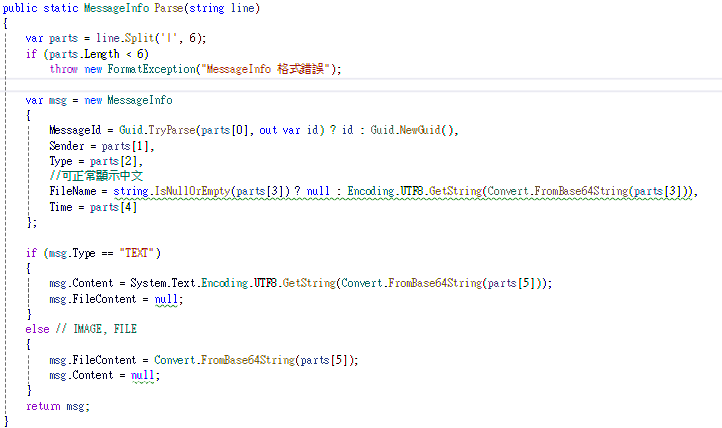 public static MessageInfo Parse(string line)
{
var parts = line.Split('|', 6);
if (parts.Length < 6)
throw new FormatException("MessageInfo 格式錯誤");
var msg = new MessageInfo
{
MessageId = Guid.TryParse(parts[0], out var id) ? id : Guid.NewGuid(),
Sender = parts[1],
Type = parts[2],
//可正常顯示中文
FileName = string.IsNullOrEmpty(parts[3]) ? null : Encoding.UTF8.GetString(Convert.FromBase64String(parts[3])),
Time = parts[4]
};
if (msg.Type == "TEXT")
{
msg.Content = System.Text.Encoding.UTF8.GetString(Convert.FromBase64String(parts[5]));
msg.FileContent = null;
}
else // IMAGE, FILE
{
msg.FileContent = Convert.FromBase64String(parts[5]);
msg.Content = null;
}
return msg;
}